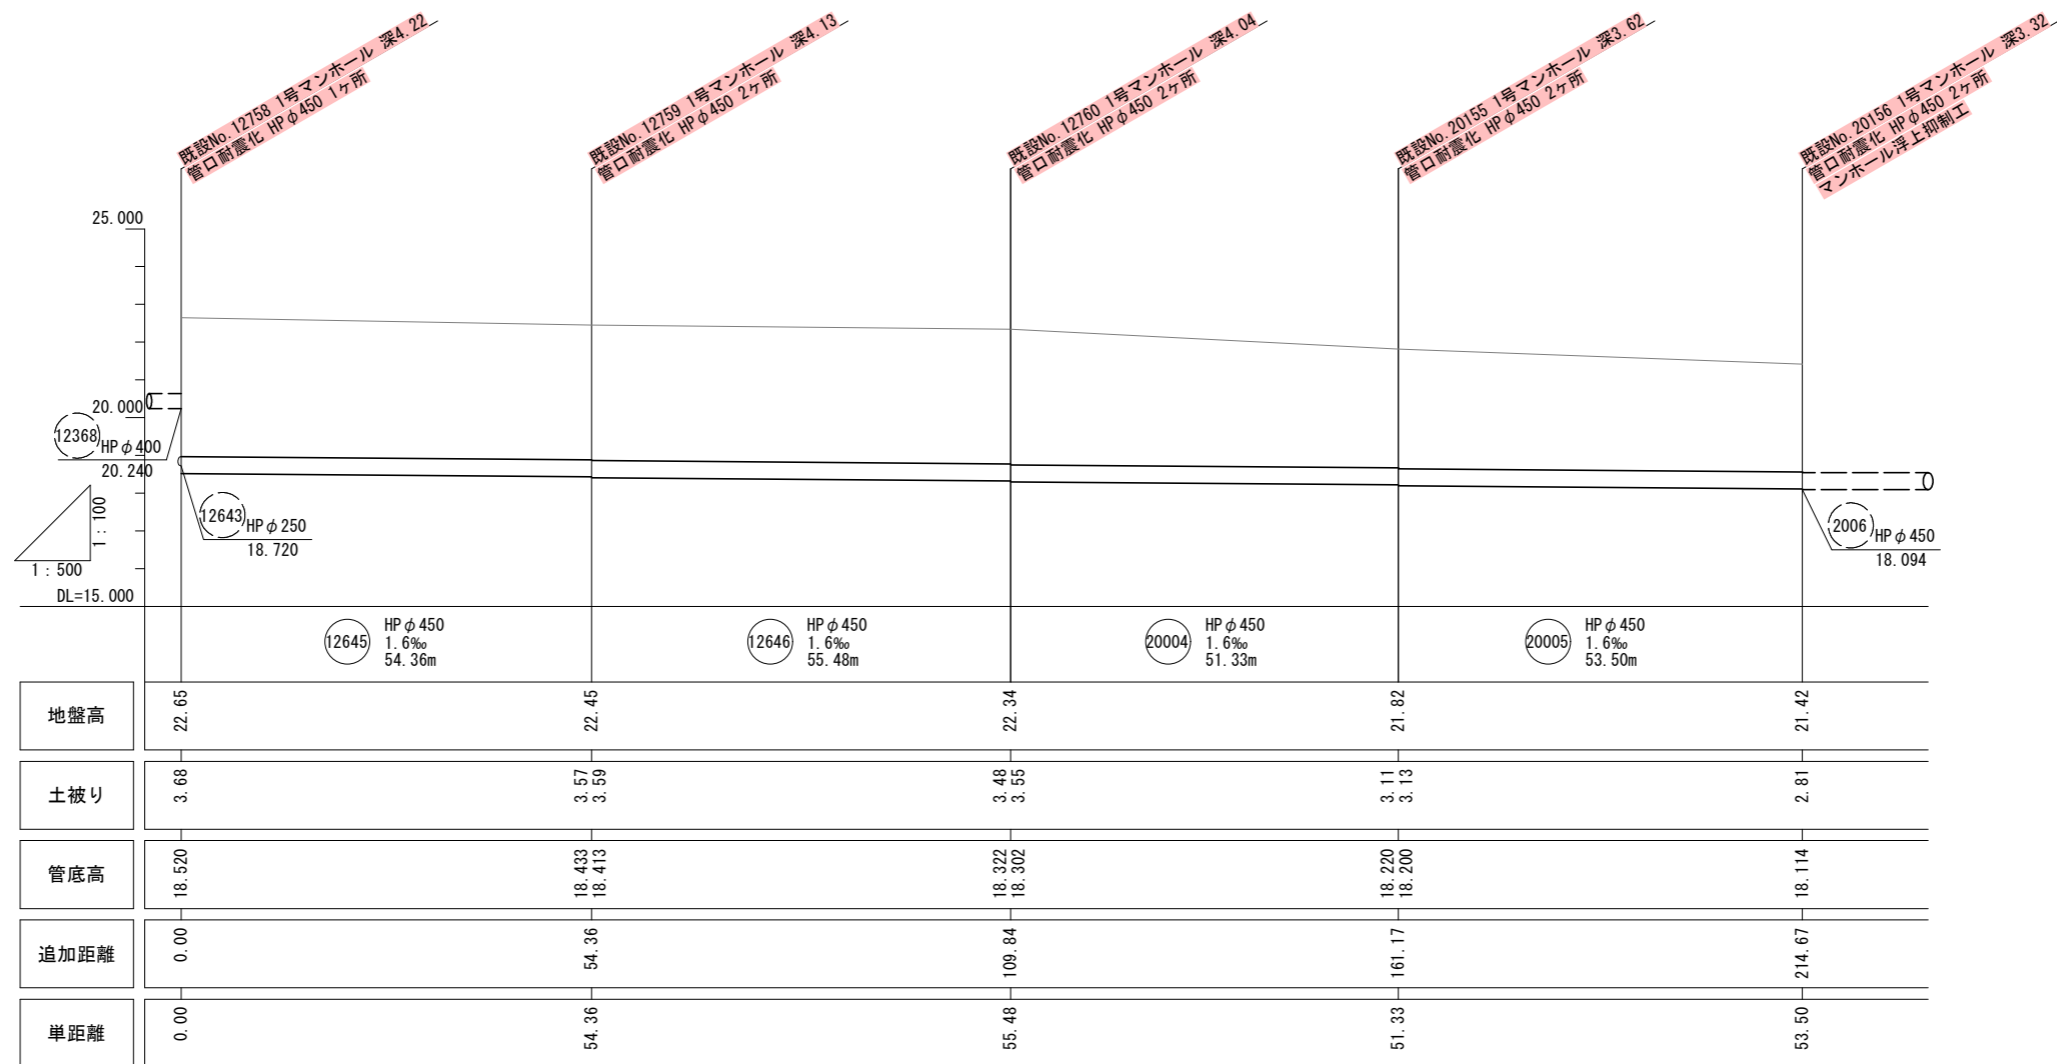 既設No.12758 1号マンホール 深4.22
管口耐震化 HPφ450 1ヶ所
既設No.12759 1号マンホール 深4.13
管口耐震化 HPφ450 2ヶ所
既設No.12760 1号マンホール 深4.04
管口耐震化 HPφ450 2ヶ所
既設No.20155 1号マンホール 深3.62
管口耐震化 HPφ450 2ヶ所
既設No.20156 1号マンホール 深3.32
管口耐震化 HPφ450 2ヶ所
マンホール浮上抑制工
25.000
20.000
12368
HPφ400
20.240
12643
HPφ250
18.720
1:100
1:500
2006
HPφ450
18.094
DL=15.000
12645
HPφ450
1.6‰
54.36m
12646
HPφ450
1.6‰
55.48m
20004
HPφ450
1.6‰
51.33m
20005
HPφ450
1.6‰
53.50m
地盤高
22.65
22.45
22.34
21.82
21.42
土被り
3.68
3.57
3.59
3.48
3.55
3.11
3.13
2.81
管底高
18.520
18.433
18.413
18.322
18.302
18.220
18.200
18.114
追加距離
0.00
54.36
109.84
161.17
214.67
単距離
0.00
54.36
55.48
51.33
53.50